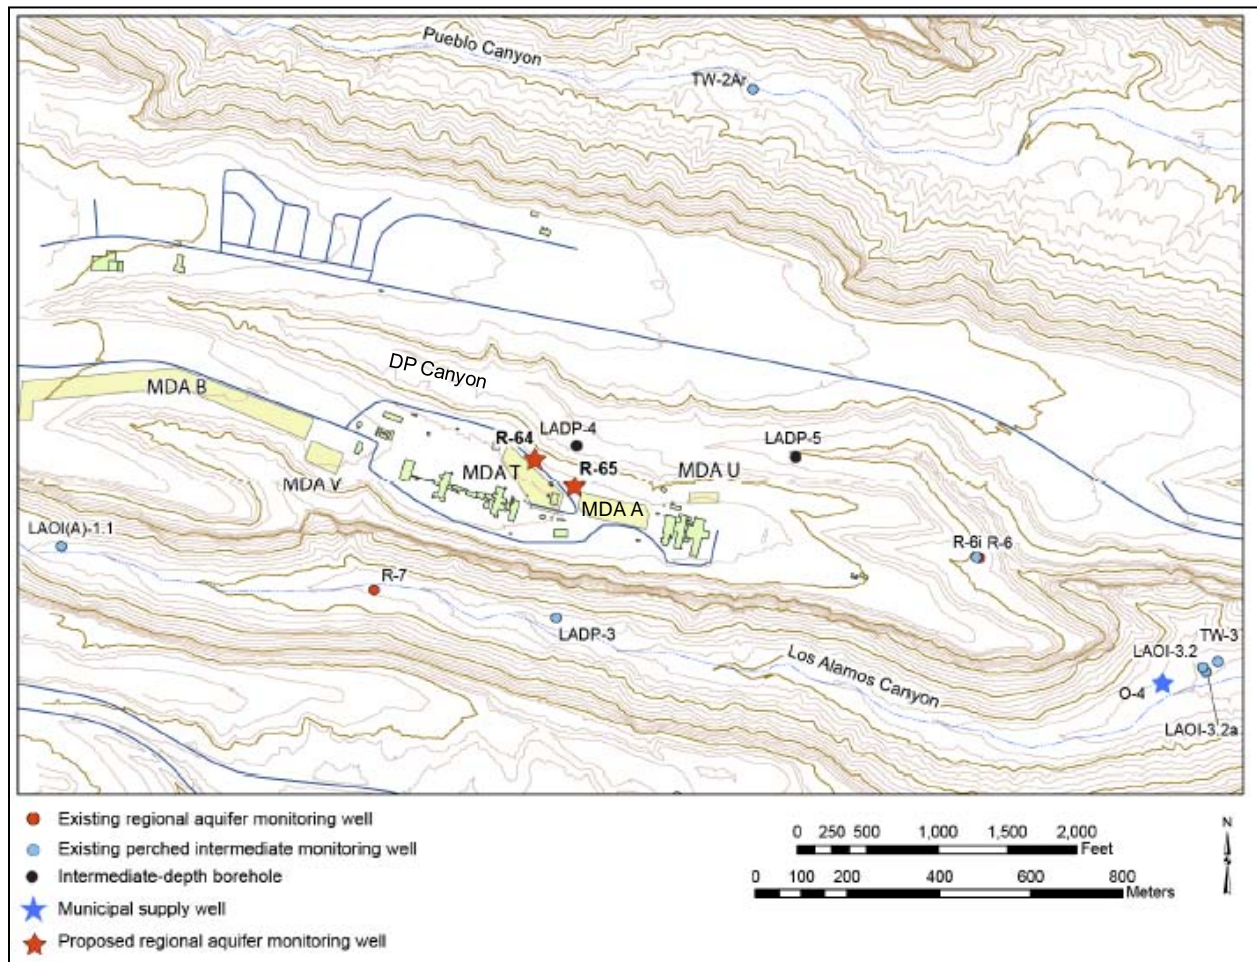 Pueblo Canyon
TW-2Ar
DP Canyon
MDA B
LADP-4
R-64
LADP-5
R-65
MDA T
MDA U
MDA V
MDA A
LAOI(A)-1.1
R-6i R-6
R-7
LADP-3
TW-3
LAOI-3.2
Los Alamos Canyon
O-4
LAOI-3.2a
Existing regional aquifer monitoring well
Existing perched intermediate monitoring well
Intermediate-depth borehole
Municipal supply well
Proposed regional aquifer monitoring well
0 250 500 1,000 1,500 2,000
Feet
0 100 200 400 600 800
Meters
N